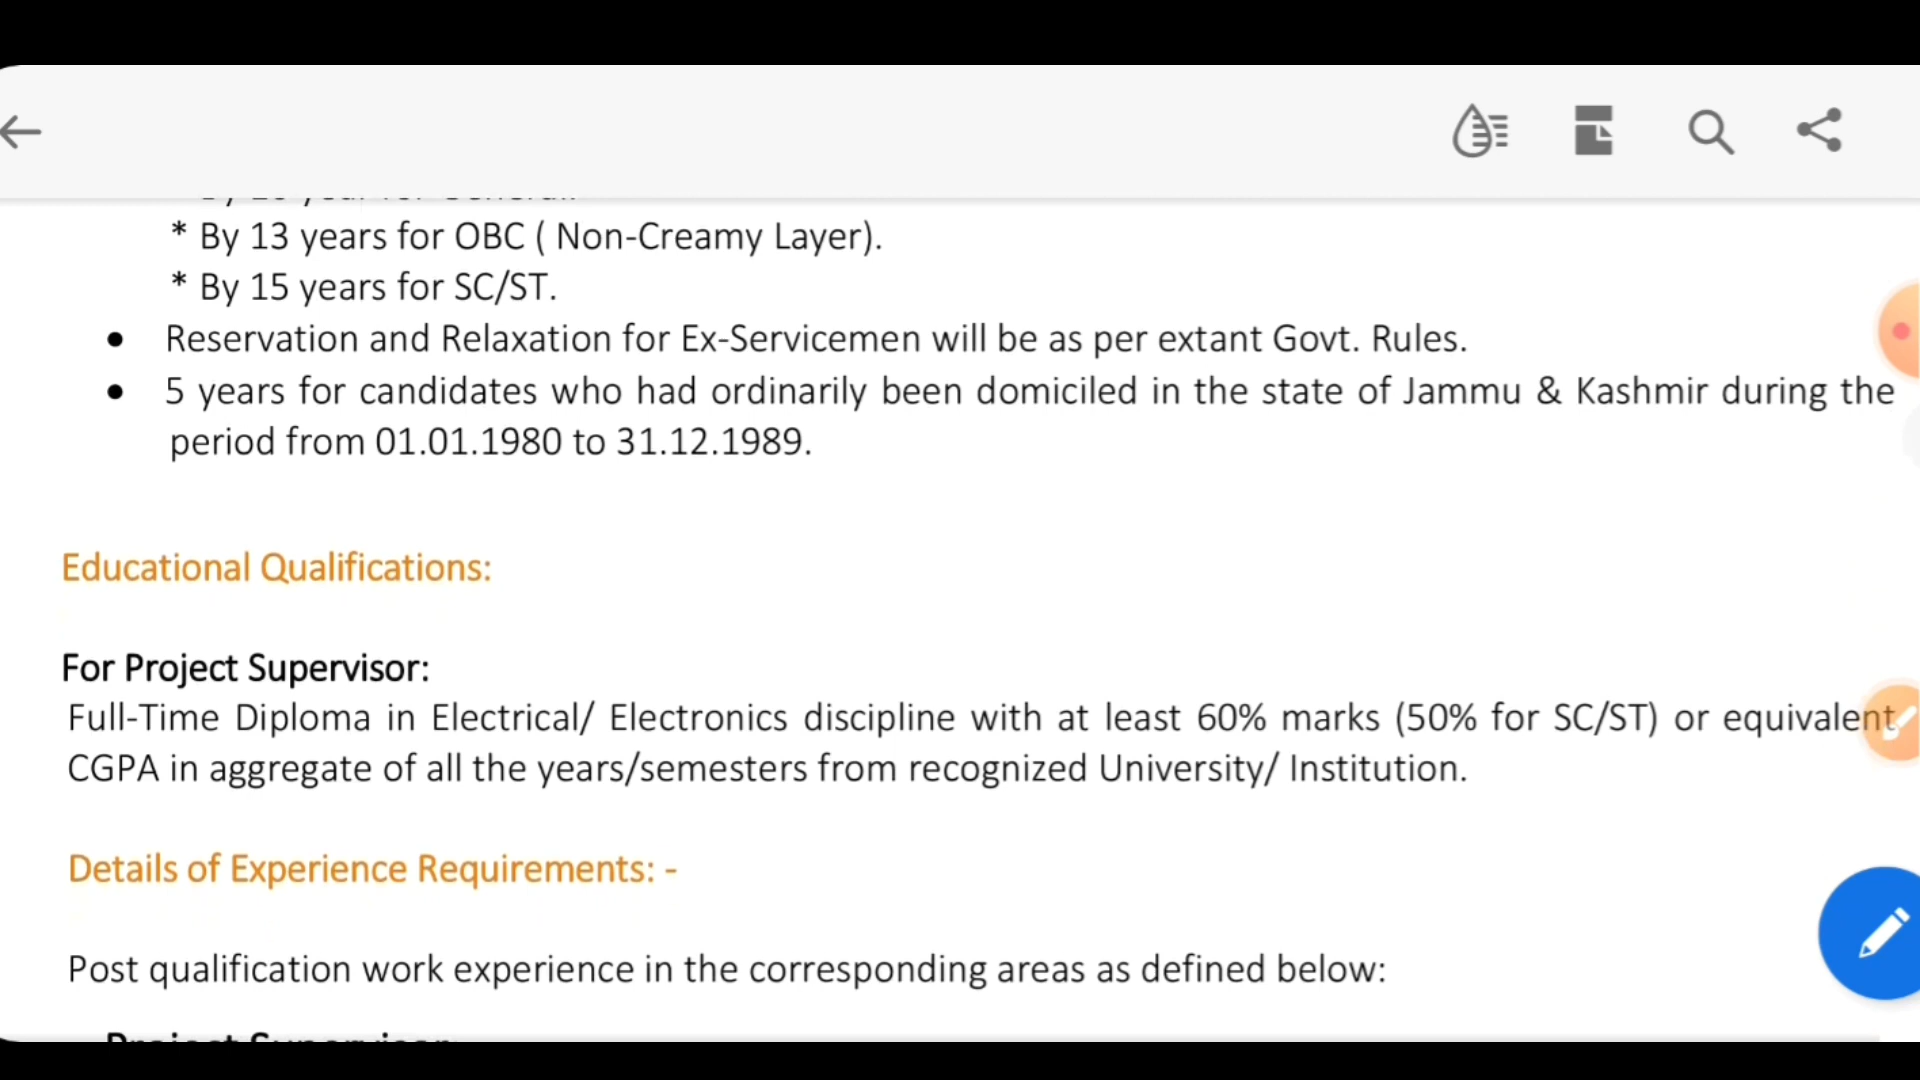 * By 13 years for OBC ( Non-Creamy Layer).
* By 15 years for SC/ST.
• Reservation and Relaxation for Ex-Servicemen will be as per extant Govt. Rules.
• 5 years for candidates who had ordinarily been domiciled in the state of Jammu & Kashmir during the
period from 01.01.1980 to 31.12.1989.
Educational Qualifications:
For Project Supervisor:
Full-Time Diploma in Electrical/ Electronics discipline with at least 60% marks (50% for SC/ST) or equivalent
CGPA in aggregate of all the years/semesters from recognized University/ Institution.
Details of Experience Requirements: -
Post qualification work experience in the corresponding areas as defined below:
Project Supervisor